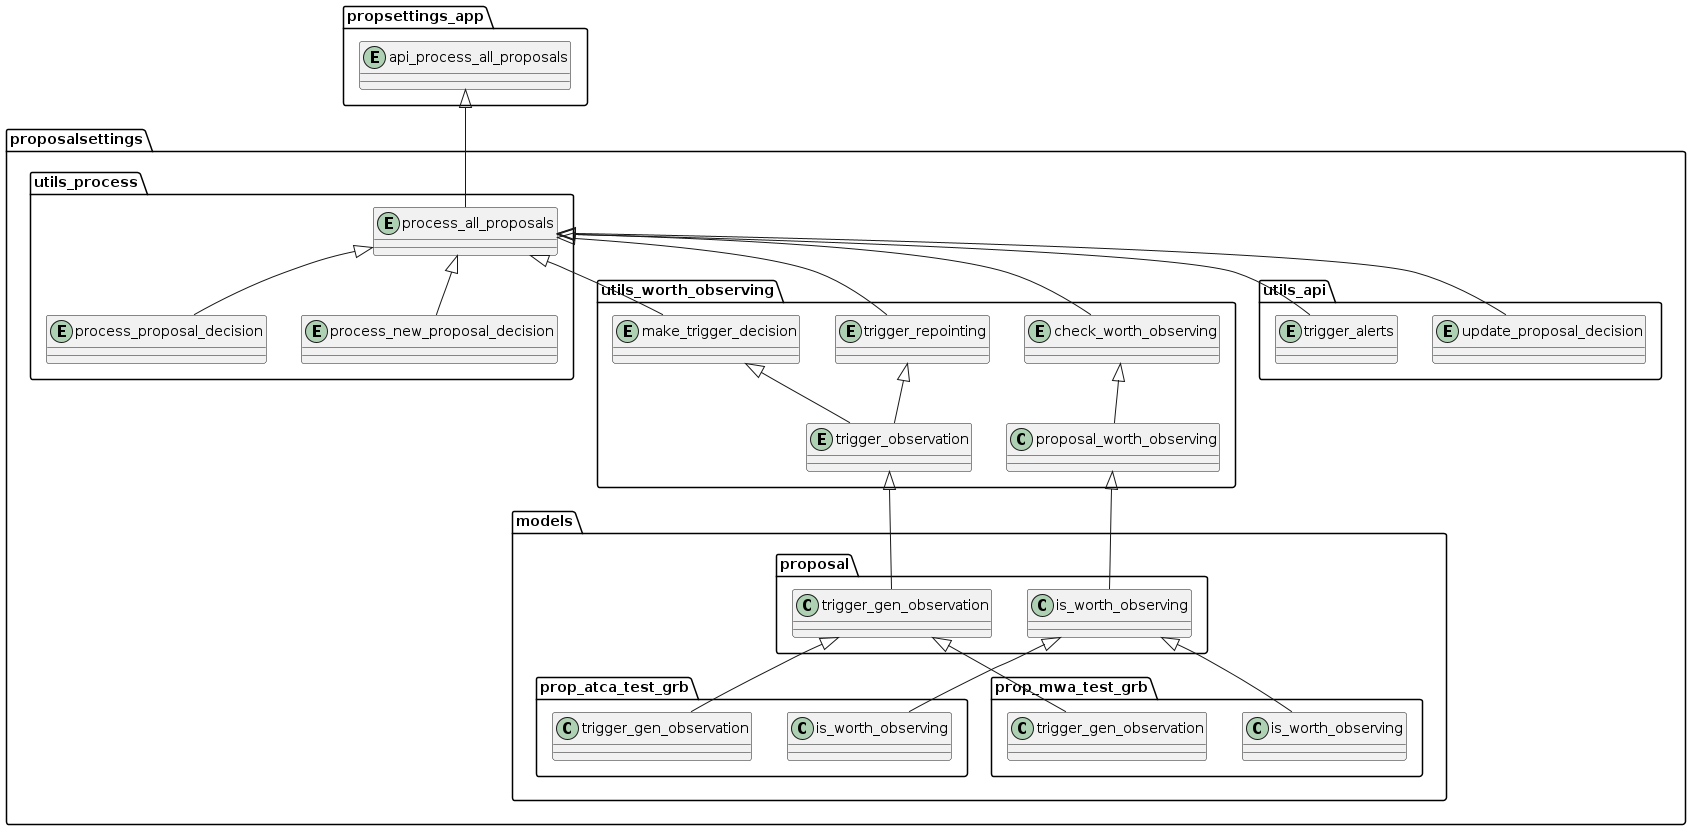 propsettings_app
E api_process_all_proposals
proposalsettings
utils_process
E process_all_proposals
utils_worth_observing
utils_api
E process_proposal_decision
E process_new_proposal_decision
E make_trigger_decision
E trigger_repointing
E check_worth_observing
E trigger_alerts
E update_proposal_decision
E trigger_observation
C proposal_worth_observing
models
proposal
C trigger_gen_observation
C is_worth_observing
prop_atca_test_grb
prop_mwa_test_grb
C trigger_gen_observation
C is_worth_observing
C trigger_gen_observation
C is_worth_observing